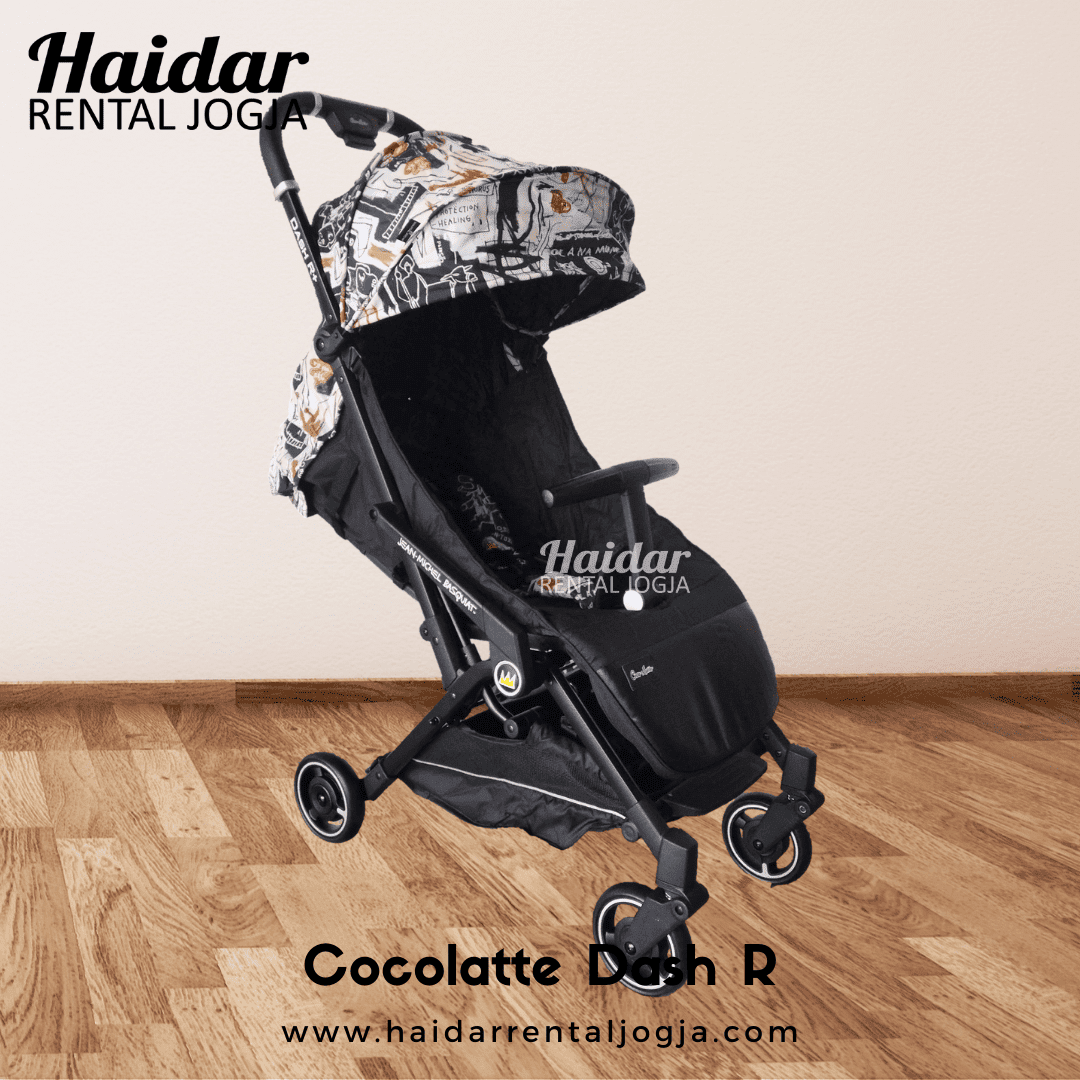 Haidar
RENTAL JOGJA
DASH R+
PROTECTION
HEALING
JEAN-MICHEL BASQUIAT
Haidar
RENTAL JOGJA
Cocolatte Dash R
www.haidarrentaljogja.com